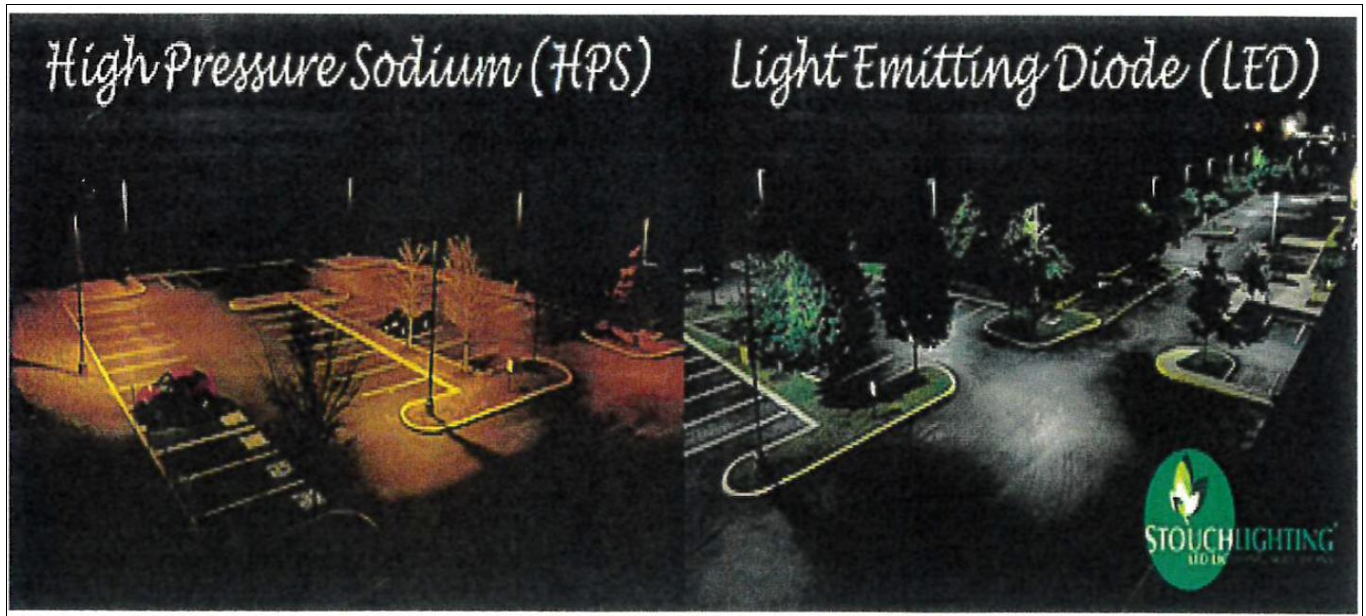 High Pressure Sodium (HPS)
Light Emitting Diode (LED)
STOUCHLIGHTING